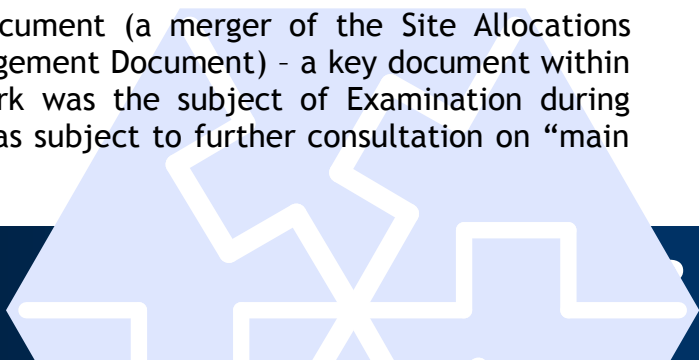 cument (a merger of the Site Allocations
gement Document) – a key document within
rk was the subject of Examination during
as subject to further consultation on “main